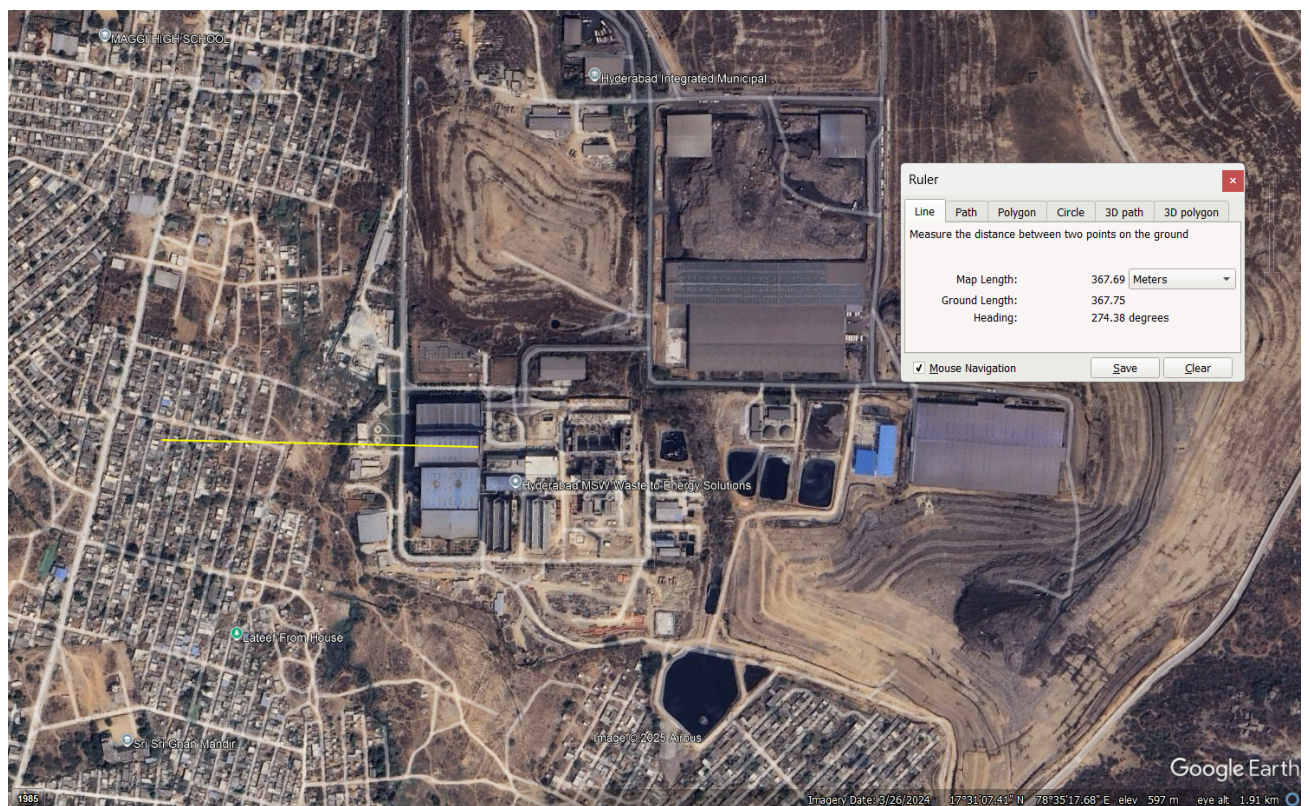 MAGGI HIGH SCHOOL
Hyderabad Integrated Municipal...
Ruler
Line Path Polygon Circle 3D path 3D polygon
Measure the distance between two points on the ground
Map Length: 367.69 Meters
Ground Length: 367.75
Heading: 274.38 degrees
Mouse Navigation Save Clear
Hyderabad MSW Waste to Energy Solutions
Lateef From House
Sri Sri Gnan Mandir
Image © 2025 Airbus
Google Earth
1985
Imagery Date: 3/26/2024 17°31'07.41" N 78°35'17.68" E elev 597 m eye alt 1.91 km